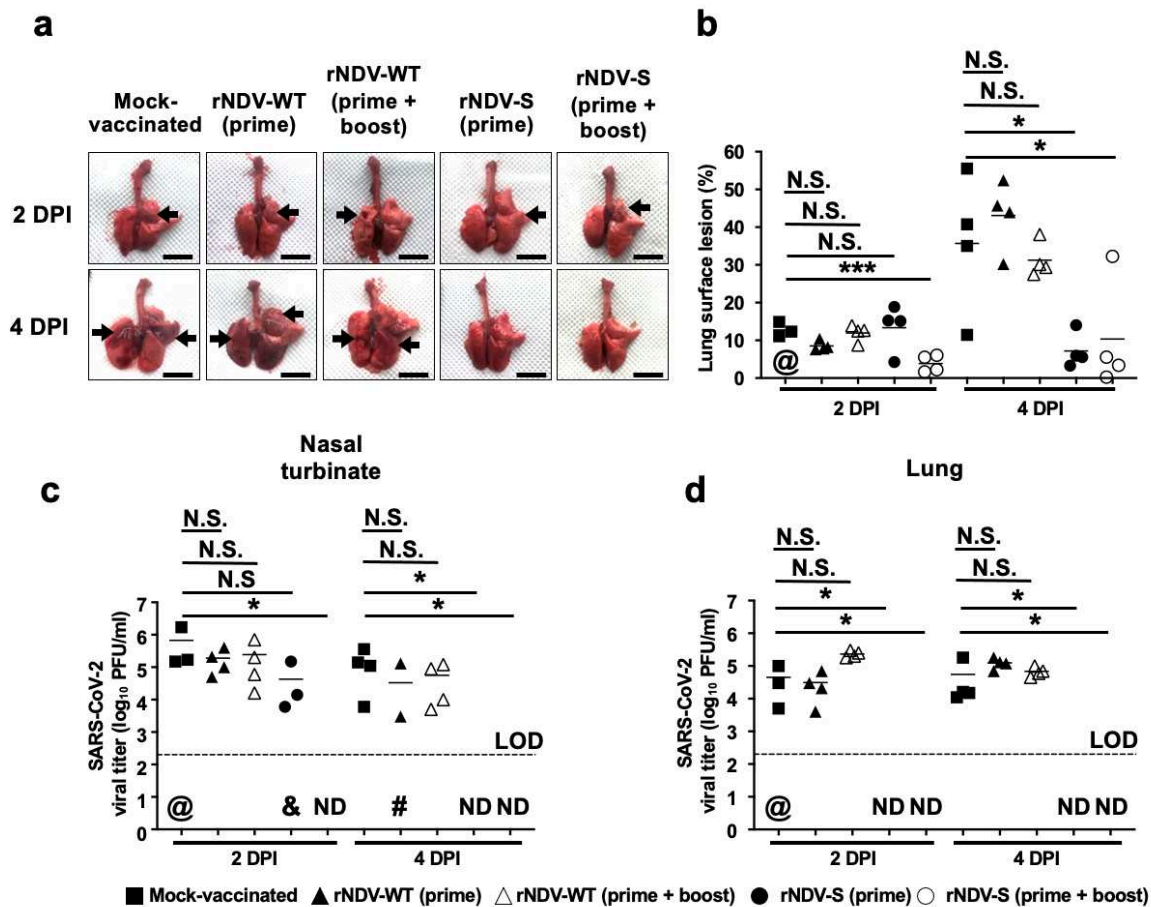 a
Mock-
vaccinated
rNDV-WT
(prime)
rNDV-WT
(prime +
boost)
rNDV-S
(prime)
rNDV-S
(prime +
boost)
2 DPI
4 DPI
b
Lung surface lesion (%)
60
50
40
30
20
10
0
N.S.
N.S.
N.S.
***
@
N.S.
N.S.
*
*
2 DPI
4 DPI
Nasal
turbinate
c
SARS-CoV-2
viral titer (log₁₀ PFU/ml)
7
6
5
4
3
2
1
0
N.S.
N.S.
N.S
*
N.S.
N.S.
*
*
LOD
@ & ND # ND ND
2 DPI
4 DPI
Lung
d
SARS-CoV-2
viral titer (log₁₀ PFU/ml)
7
6
5
4
3
2
1
0
N.S.
N.S.
*
*
N.S.
N.S.
*
*
LOD
@ ND ND ND ND
2 DPI
4 DPI
Mock-vaccinated rNDV-WT (prime) rNDV-WT (prime + boost) rNDV-S (prime) rNDV-S (prime + boost)